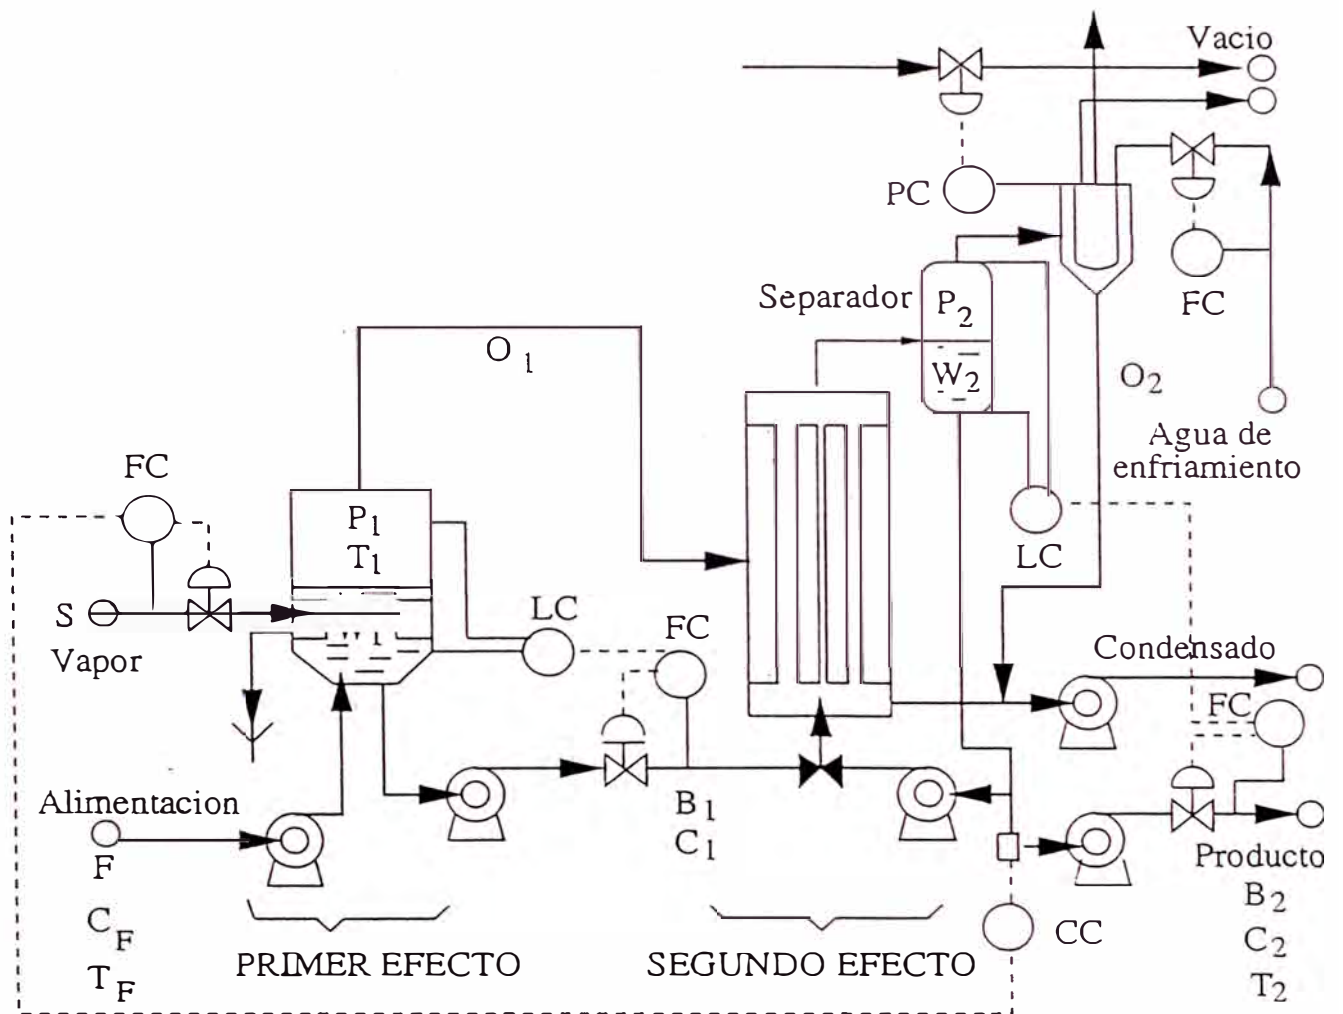 Vacio
PC
FC
Separador
P2
W2
O1
O2
Agua de
enfriamiento
FC
P1
T1
LC
S
Vapor
W1
LC
FC
Condensado
FC
Alimentacion
F
CF
TF
B1
C1
Producto
B2
C2
T2
CC
PRIMER EFECTO
SEGUNDO EFECTO